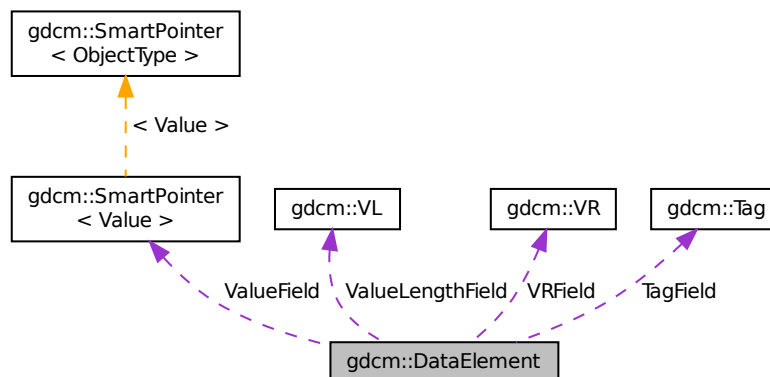 gdcm::SmartPointer
< ObjectType >
< Value >
gdcm::SmartPointer
< Value >
gdcm::VL
gdcm::VR
gdcm::Tag
ValueField
ValueLengthField
VRField
TagField
gdcm::DataElement